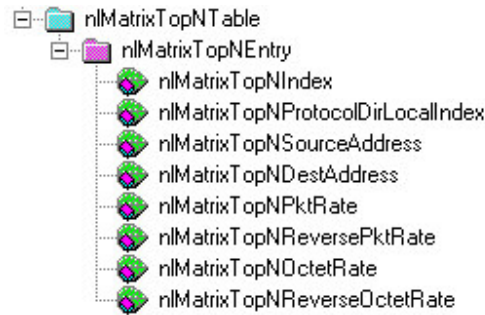 nlMatrixTopNTable
nlMatrixTopNEntry
nlMatrixTopNIndex
nlMatrixTopNProtocolDirLocalIndex
nlMatrixTopNSourceAddress
nlMatrixTopNDestAddress
nlMatrixTopNPktRate
nlMatrixTopNReversePktRate
nlMatrixTopNOctetRate
nlMatrixTopNReverseOctetRate